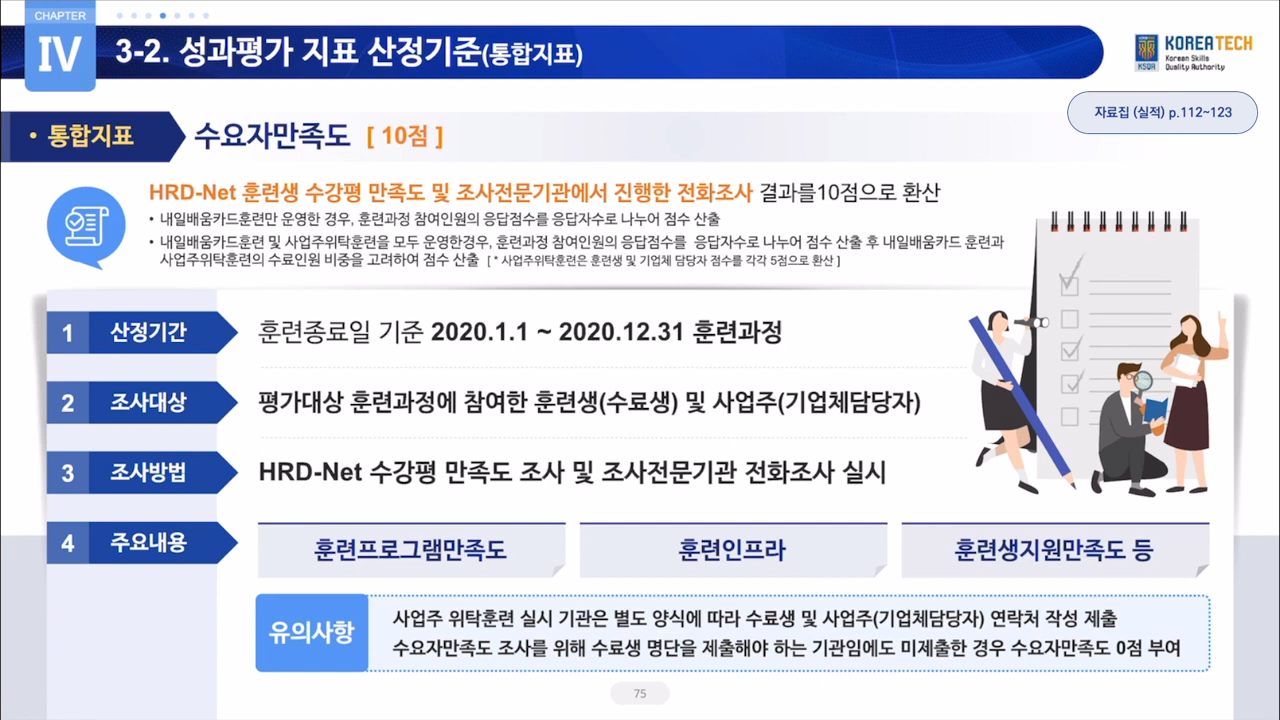 CHAPTER
IV
3-2. 성과평가 지표 산정기준(통합지표)
KSQA
KOREATECH
Korean Skills
Quality Authority
자료집 (실적) p.112~123
• 통합지표
수요자만족도 [ 10점 ]
HRD-Net 훈련생 수강평 만족도 및 조사전문기관에서 진행한 전화조사 결과를10점으로 환산
• 내일배움카드훈련만 운영한 경우, 훈련과정 참여인원의 응답점수를 응답자수로 나누어 점수 산출
• 내일배움카드훈련 및 사업주위탁훈련을 모두 운영한경우, 훈련과정 참여인원의 응답점수를 응답자수로 나누어 점수 산출 후 내일배움카드 훈련과
사업주위탁훈련의 수료인원 비중을 고려하여 점수 산출 [ * 사업주위탁훈련은 훈련생 및 기업체 담당자 점수를 각각 5점으로 환산 ]
1 산정기간
훈련종료일 기준 2020.1.1 ~ 2020.12.31 훈련과정
2 조사대상
평가대상 훈련과정에 참여한 훈련생(수료생) 및 사업주(기업체담당자)
3 조사방법
HRD-Net 수강평 만족도 조사 및 조사전문기관 전화조사 실시
4 주요내용
훈련프로그램만족도
훈련인프라
훈련생지원만족도 등
유의사항
사업주 위탁훈련 실시 기관은 별도 양식에 따라 수료생 및 사업주(기업체담당자) 연락처 작성 제출
수요자만족도 조사를 위해 수료생 명단을 제출해야 하는 기관임에도 미제출한 경우 수요자만족도 0점 부여
75